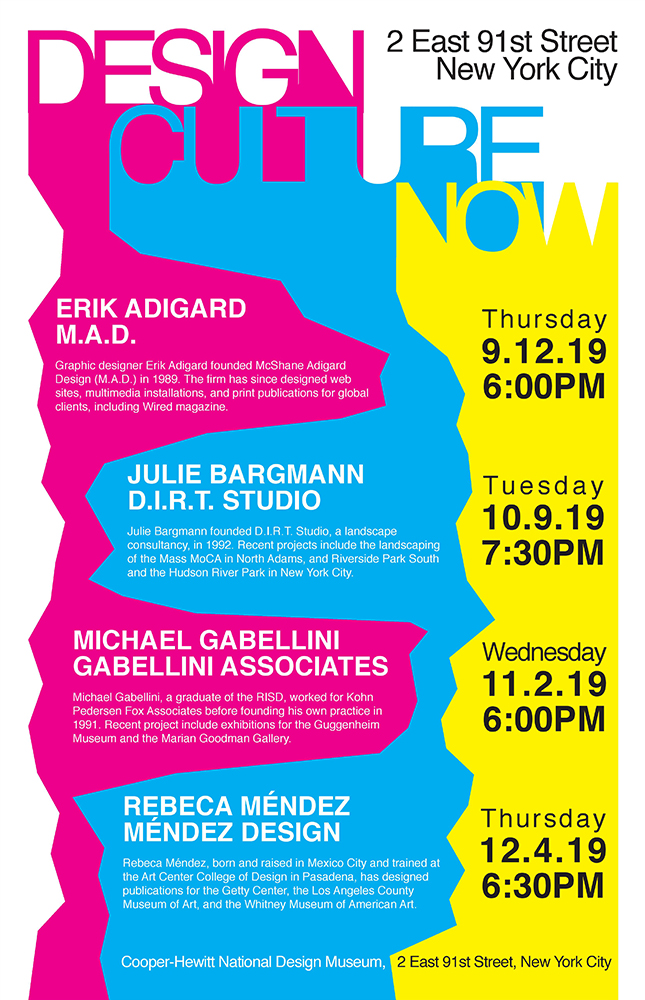 DESIGN
CULTURE
NOW
2 East 91st Street
New York City
ERIK ADIGARD
M.A.D.
Graphic designer Erik Adigard founded McShane Adigard
Design (M.A.D.) in 1989. The firm has since designed web
sites, multimedia installations, and print publications for global
clients, including Wired magazine.
Thursday
9.12.19
6:00PM
JULIE BARGMANN
D.I.R.T. STUDIO
Julie Bargmann founded D.I.R.T. Studio, a landscape
consultancy, in 1992. Recent projects include the landscaping
of the Mass MoCA in North Adams, and Riverside Park South
and the Hudson River Park in New York City.
Tuesday
10.9.19
7:30PM
MICHAEL GABELLINI
GABELLINI ASSOCIATES
Michael Gabellini, a graduate of the RISD, worked for Kohn
Pedersen Fox Associates before founding his own practice in
1991. Recent project include exhibitions for the Guggenheim
Museum and the Marian Goodman Gallery.
Wednesday
11.2.19
6:00PM
REBECA MÉNDEZ
MÉNDEZ DESIGN
Rebeca Méndez, born and raised in Mexico City and trained at
the Art Center College of Design in Pasadena, has designed
publications for the Getty Center, the Los Angeles County
Museum of Art, and the Whitney Museum of American Art.
Thursday
12.4.19
6:30PM
Cooper-Hewitt National Design Museum, 2 East 91st Street, New York City